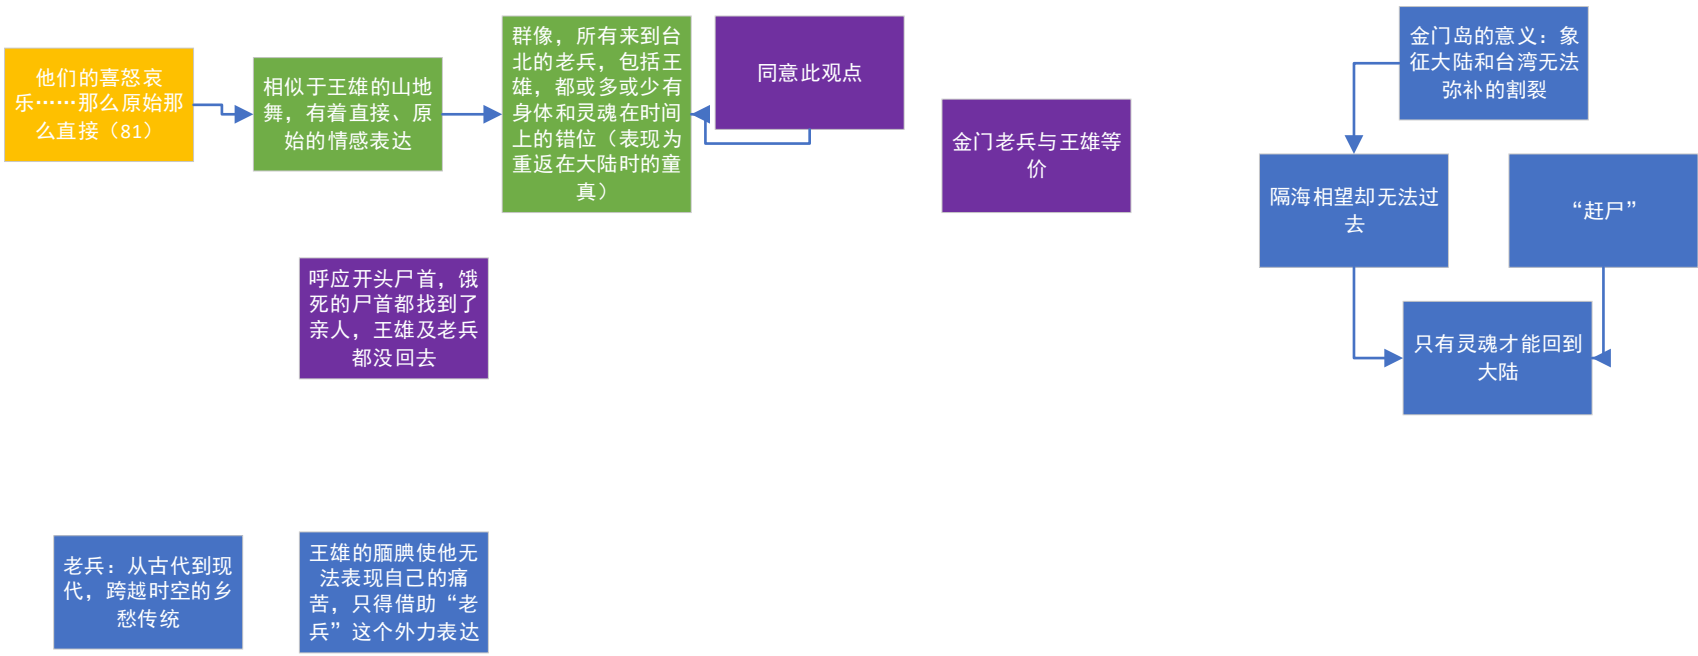 他们的喜怒哀
乐……那么原始那
么直接（81）
相似于王雄的山地
舞，有着直接、原
始的情感表达
群像，所有来到台
北的老兵，包括王
雄，都或多或少有
身体和灵魂在时间
上的错位（表现为
重返在大陆时的童
真）
同意此观点
金门老兵与王雄等
价
金门岛的意义：象
征大陆和台湾无法
弥补的割裂
隔海相望却无法过
去
“赶尸”
只有灵魂才能回到
大陆
呼应开头尸首，饿
死的尸首都找到了
亲人，王雄及老兵
都没回去
老兵：从古代到现
代，跨越时空的乡
愁传统
王雄的腼腆使他无
法表现自己的痛
苦，只得借助“老
兵”这个外力表达